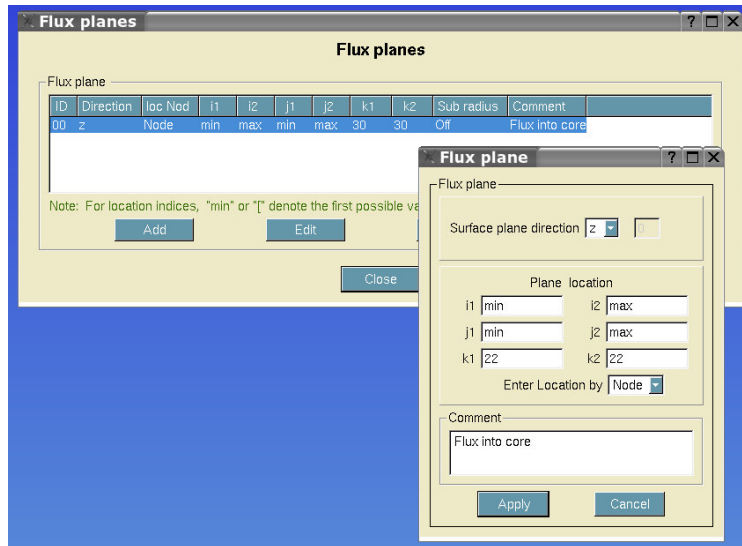 Flux planes
Flux planes
Flux plane
ID Direction loc Nod i1 i2 j1 j2 k1 k2 Sub radius Comment
00 z Node min max min max 30 30 Off Flux into core
Note: For location indices, "min" or "[" denote the first possible va
Add Edit
Close
Flux plane
Flux plane
Surface plane direction z 0
Plane location
i1 min i2 max
j1 min j2 max
k1 22 k2 22
Enter Location by Node
Comment
Flux into core
Apply Cancel